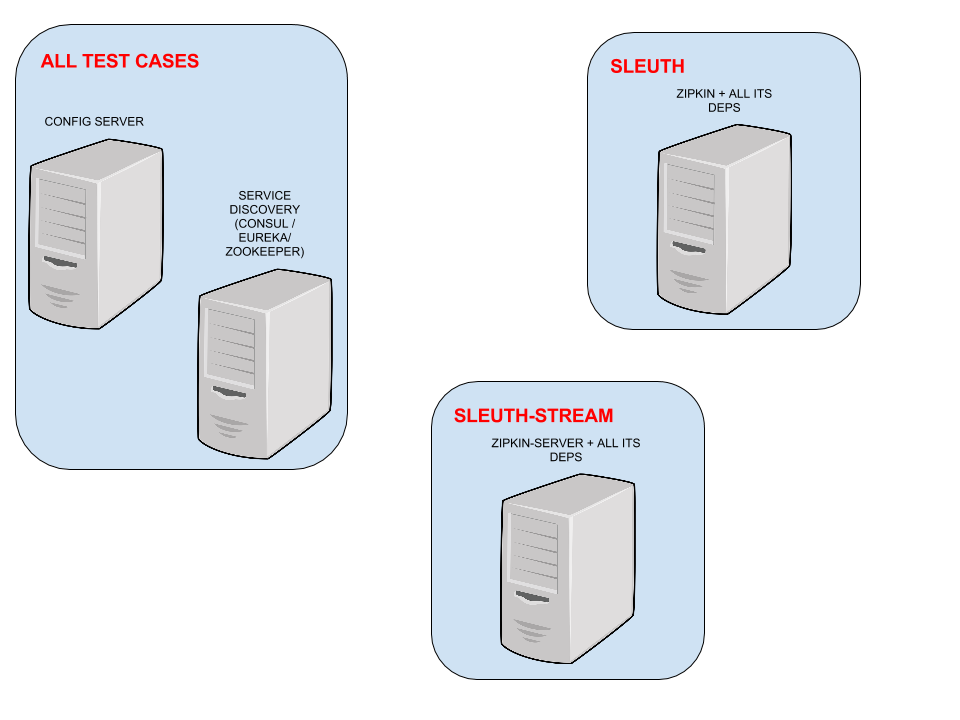 ALL TEST CASES
CONFIG SERVER
SERVICE
DISCOVERY
(CONSUL /
EUREKA/
ZOOKEEPER)
SLEUTH
ZIPKIN + ALL ITS
DEPS
SLEUTH-STREAM
ZIPKIN-SERVER + ALL ITS
DEPS